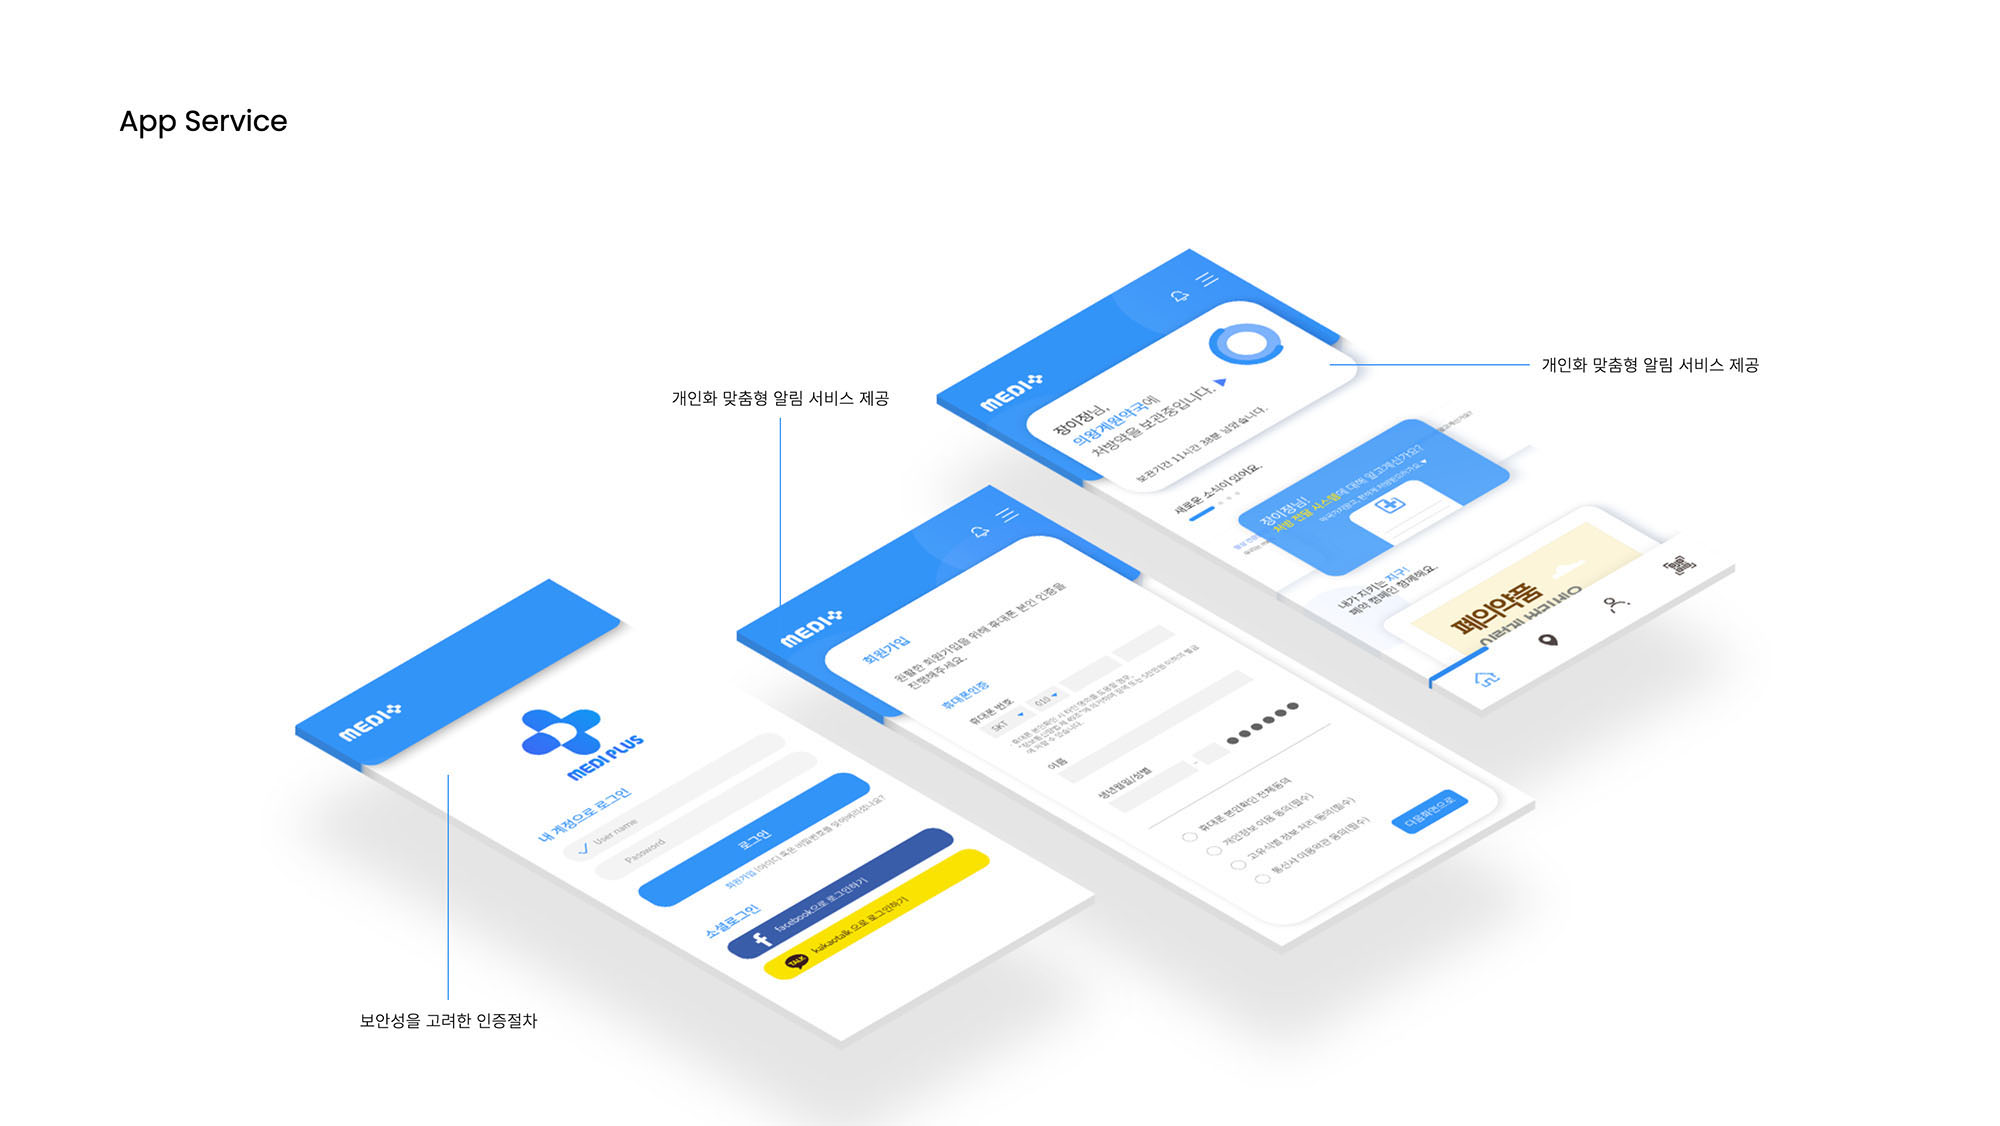 App Service
개인화 맞춤형 알림 서비스 제공
개인화 맞춤형 알림 서비스 제공
보안성을 고려한 인증절차
MEDI
MEDI PLUS
내 계정으로 로그인
User name
Password
로그인
회원가입 (아이디 혹은 비밀번호를 잊어버리셨나요?
소셜로그인
facebook으로 로그인하기
TALK
kakaotalk 으로 로그인하기
MEDI
회원가입
원활한 회원가입을 위해 휴대폰 본인 인증을
진행해주세요.
휴대폰인증
휴대폰 번호
SKT
010
이름
생년월일/성별
-
휴대폰 본인확인 전체동의
개인정보 이용 동의(필수)
고유식별 정보 처리 동의(필수)
통신사 이용약관 동의(필수)
다음화면으로
MEDI
장이정님,
의왕계원약국에
처방약을 보관중입니다.
보관기간 11시간 38분 남았습니다.
새로운 소식이 있어요.
장이정님!
처방 전달 시스템에 대해 알고계신가요?
내가 지키는 지구!
폐약 캠페인 함께해요.
폐의약품